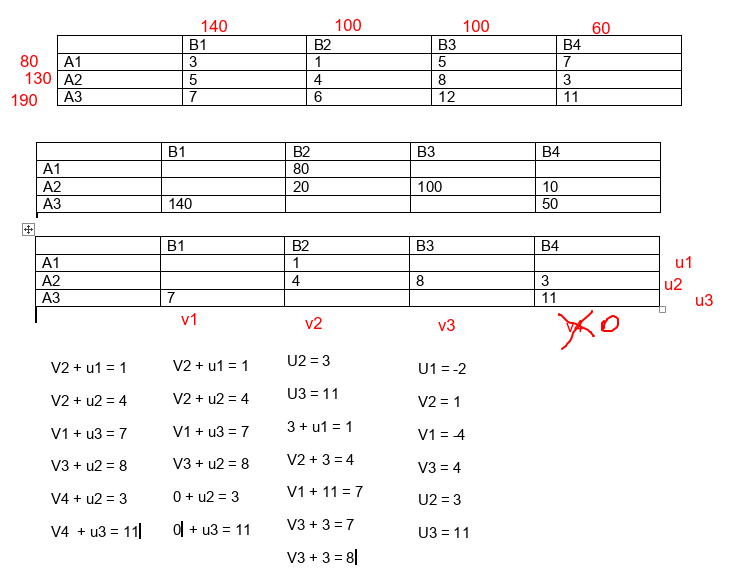 140 100 100 60
B1 B2 B3 B4
80 A1 3 1 5 7
130 A2 5 4 8 3
190 A3 7 6 12 11
B1 B2 B3 B4
A1 80
A2 20 100 10
A3 140 50
B1 B2 B3 B4
A1 1 u1
A2 4 8 3 u2
A3 7 11 u3
v1 v2 v3 v4 0
V2 + u1 = 1
V2 + u2 = 4
V1 + u3 = 7
V3 + u2 = 8
V4 + u2 = 3
V4 + u3 = 11
V2 + u1 = 1
V2 + u2 = 4
V1 + u3 = 7
V3 + u2 = 8
0 + u2 = 3
0 + u3 = 11
U2 = 3
U3 = 11
3 + u1 = 1
V2 + 3 = 4
V1 + 11 = 7
V3 + 3 = 7
V3 + 3 = 8
U1 = -2
V2 = 1
V1 = -4
V3 = 4
U2 = 3
U3 = 11